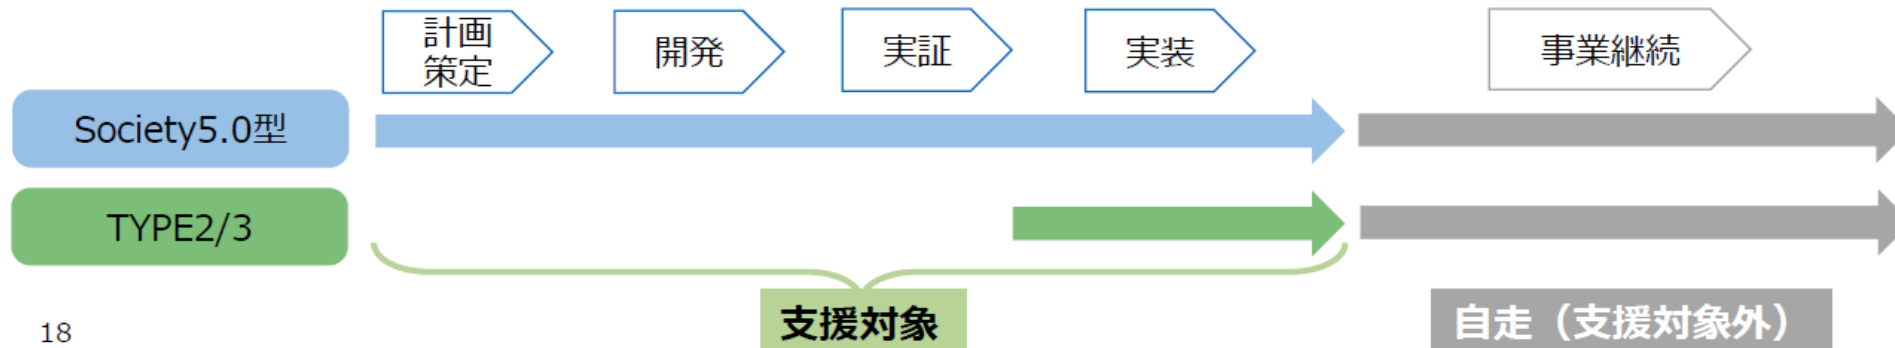 計画
策定
開発
実証
実装
事業継続
Society5.0型
TYPE2/3
支援対象
自走（支援対象外）
18